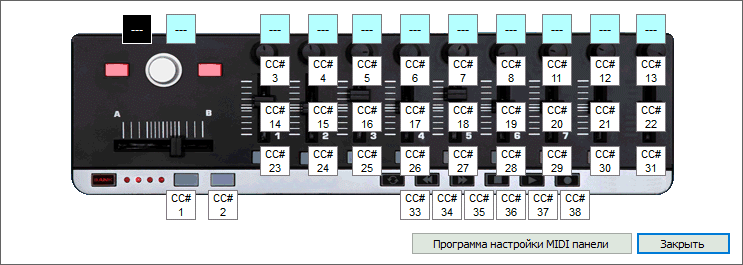 --- --- --- --- --- --- --- --- --- --- ---
CC# 3 CC# 4 CC# 5 CC# 6 CC# 7 CC# 8 CC# 11 CC# 12 CC# 13
A B
CC# 14 CC# 15 CC# 16 CC# 17 CC# 18 CC# 19 CC# 20 CC# 21 CC# 22
1 2 3 4 5 6 7
CC# 23 CC# 24 CC# 25 CC# 26 CC# 27 CC# 28 CC# 29 CC# 30 CC# 31
CC# 1 CC# 2 CC# 33 CC# 34 CC# 35 CC# 36 CC# 37 CC# 38
Программа настройки MIDI панели Закрыть